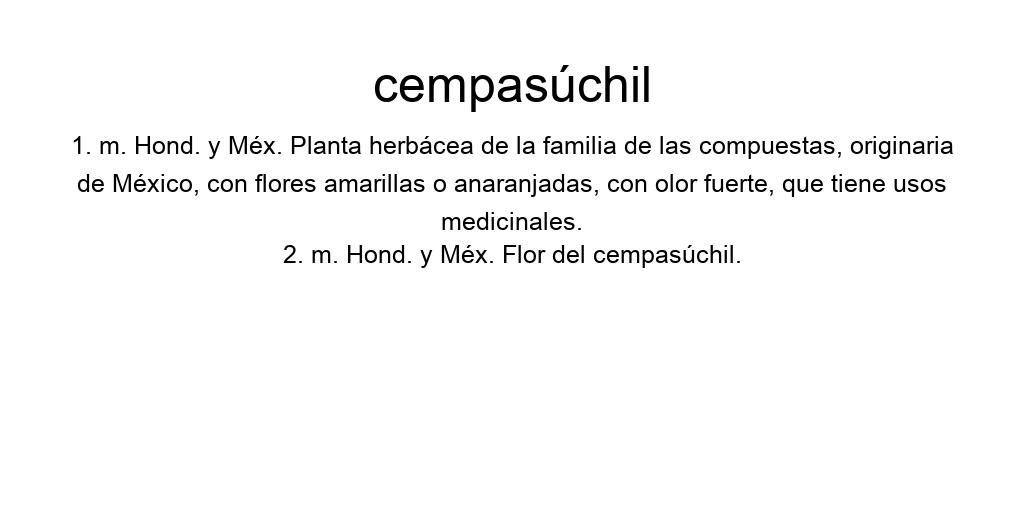 cempasúchil
1. m. Hond. y Méx. Planta herbácea de la familia de las compuestas, originaria
de México, con flores amarillas o anaranjadas, con olor fuerte, que tiene usos
medicinales.
2. m. Hond. y Méx. Flor del cempasúchil.